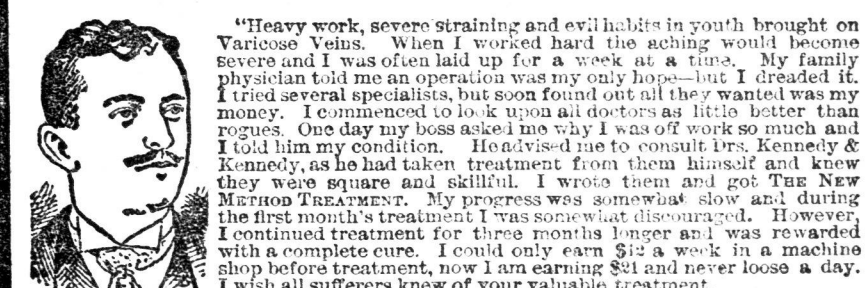 "Heavy work, severe straining and evil habits in youth brought on
Varicose Veins. When I worked hard the aching would become
severe and I was often laid up for a week at a time. My family
physician told me an operation was my only hope—but I dreaded it.
I tried several specialists, but soon found out all they wanted was my
money. I commenced to look upon all doctors as little better than
rogues. One day my boss asked me why I was off work so much and
I told him my condition. He advised me to consult Drs. Kennedy &
Kennedy, as he had taken treatment from them himself and knew
they were square and skillful. I wrote them and got THE NEW
METHOD TREATMENT. My progress was somewhat slow and during
the first month's treatment I was somewhat discouraged. However,
I continued treatment for three months longer and was rewarded
with a complete cure. I could only earn $12 a week in a machine
shop before treatment, now I am earning $21 and never loose a day.
I wish all sufferers knew of your valuable treatment.